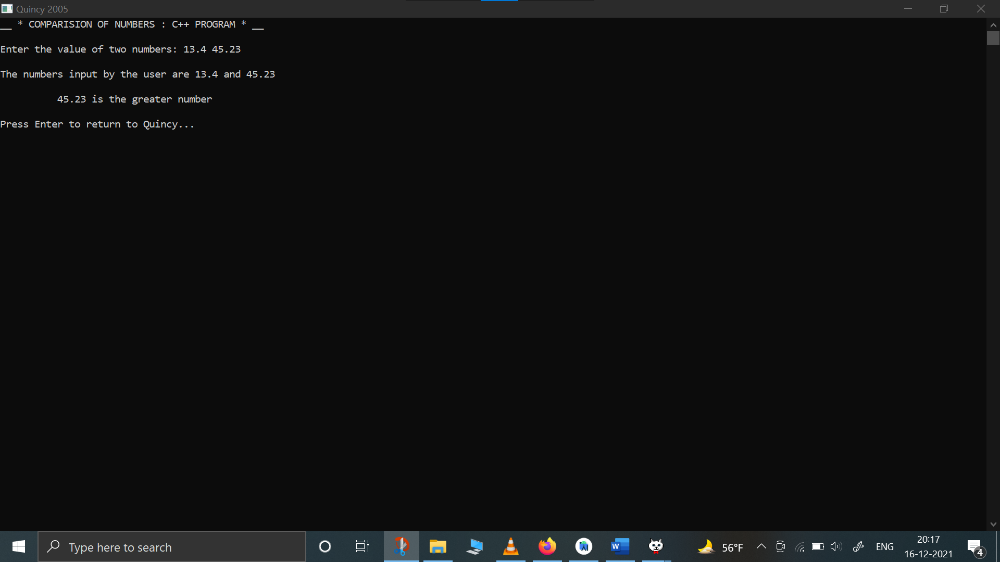 Quincy 2005
__ * COMPARISION OF NUMBERS : C++ PROGRAM * __
Enter the value of two numbers: 13.4 45.23
The numbers input by the user are 13.4 and 45.23
45.23 is the greater number
Press Enter to return to Quincy...
Type here to search
W
56°F
ENG
20:17
16-12-2021
4